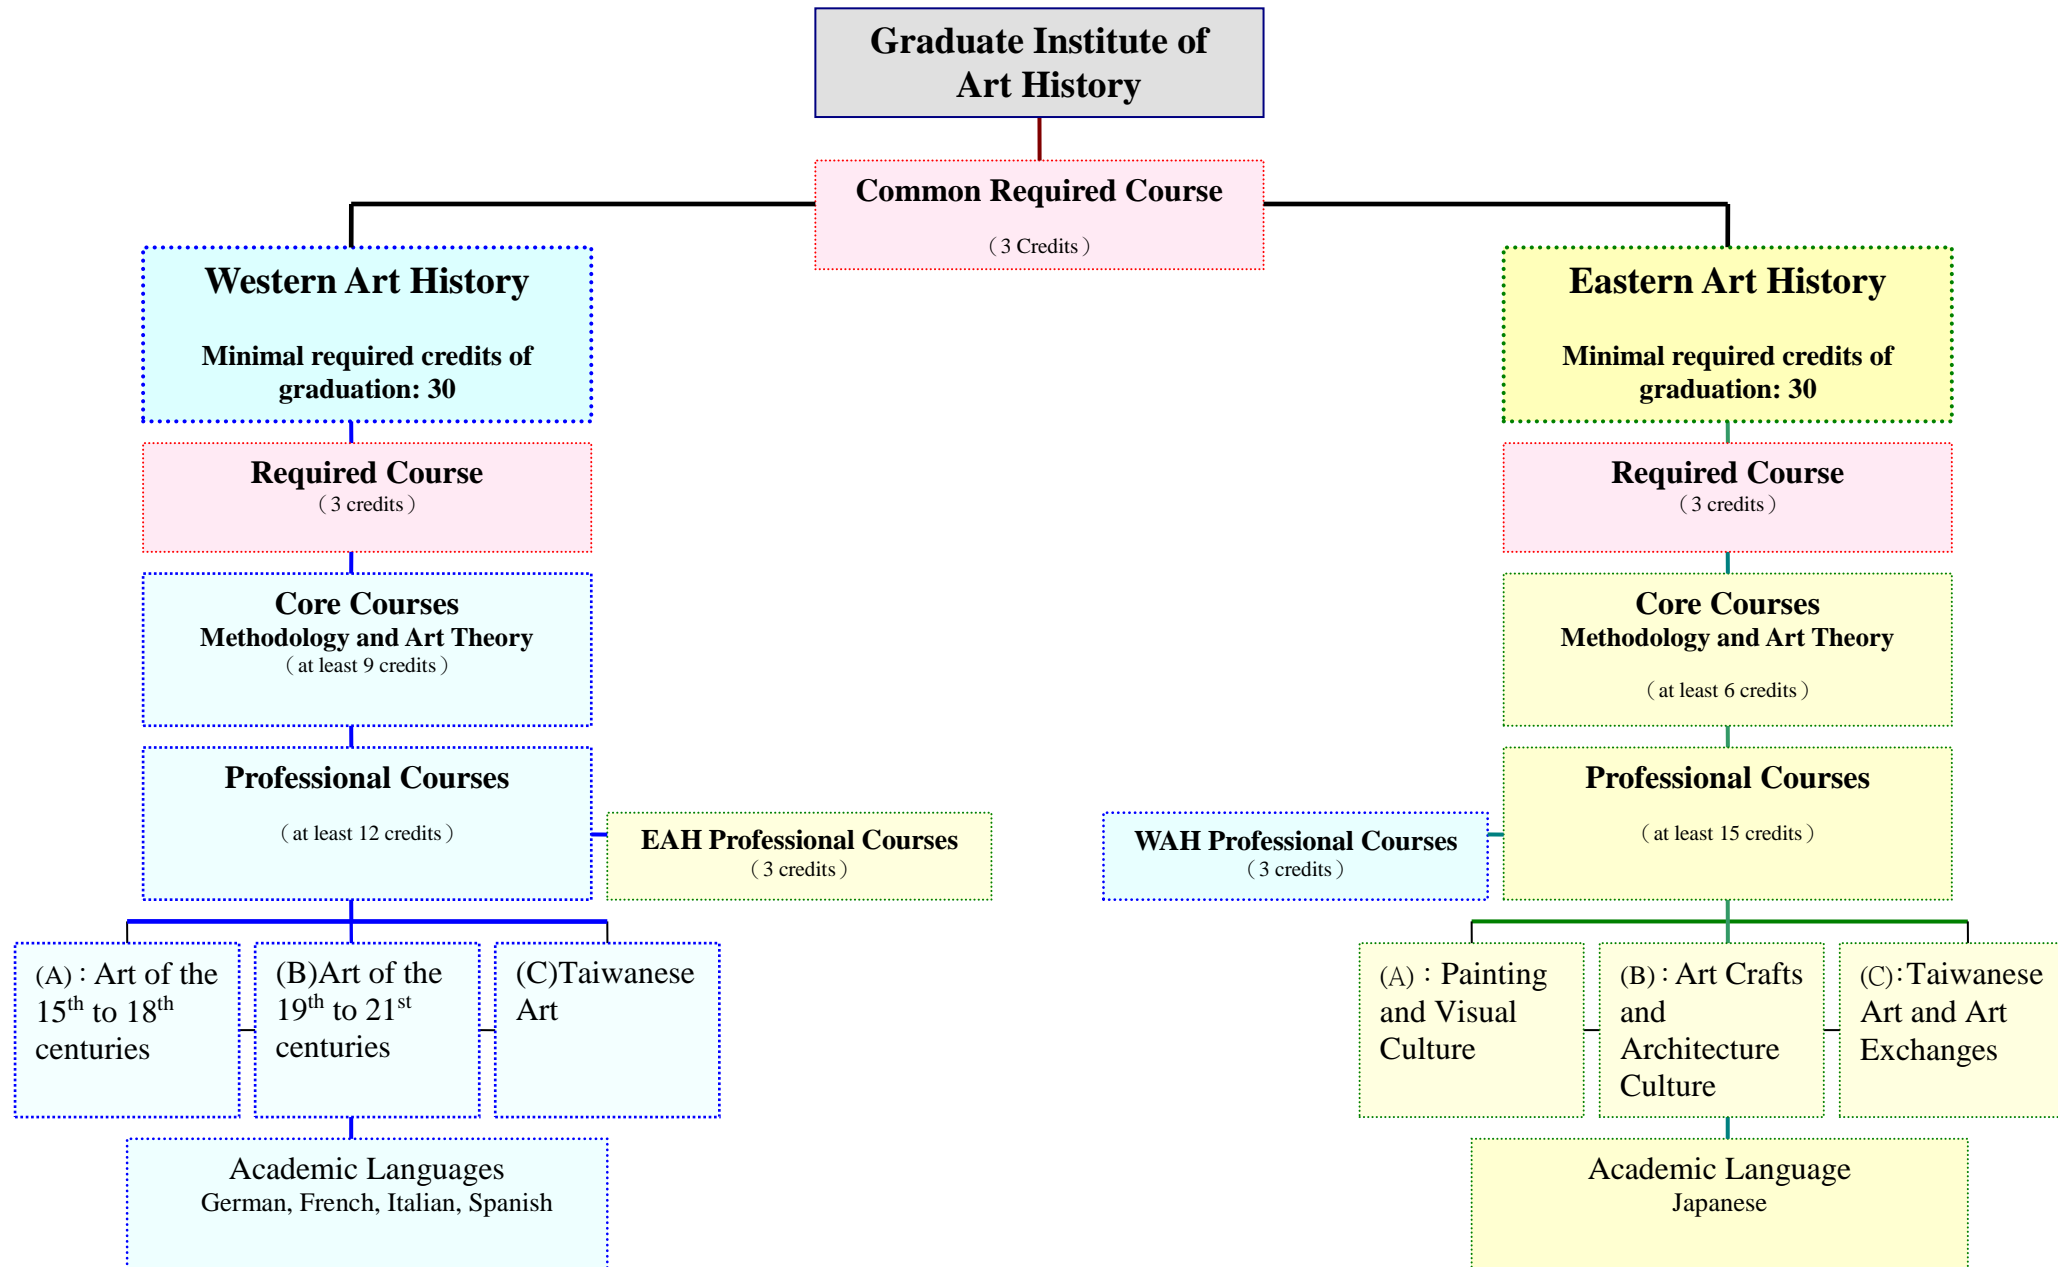 Graduate Institute of
Art History
Common Required Course
（3 Credits）
Western Art History
Minimal required credits of
graduation: 30
Required Course
（3 credits）
Core Courses
Methodology and Art Theory
（at least 9 credits）
Professional Courses
（at least 12 credits）
EAH Professional Courses
（3 credits）
(A)：Art of the
15th to 18th
centuries
(B)Art of the
19th to 21st
centuries
(C)Taiwanese
Art
Academic Languages
German, French, Italian, Spanish
Eastern Art History
Minimal required credits of
graduation: 30
Required Course
（3 credits）
Core Courses
Methodology and Art Theory
（at least 6 credits）
Professional Courses
（at least 15 credits）
WAH Professional Courses
（3 credits）
(A)：Painting
and Visual
Culture
(B)：Art Crafts
and
Architecture
Culture
(C)：Taiwanese
Art and Art
Exchanges
Academic Language
Japanese